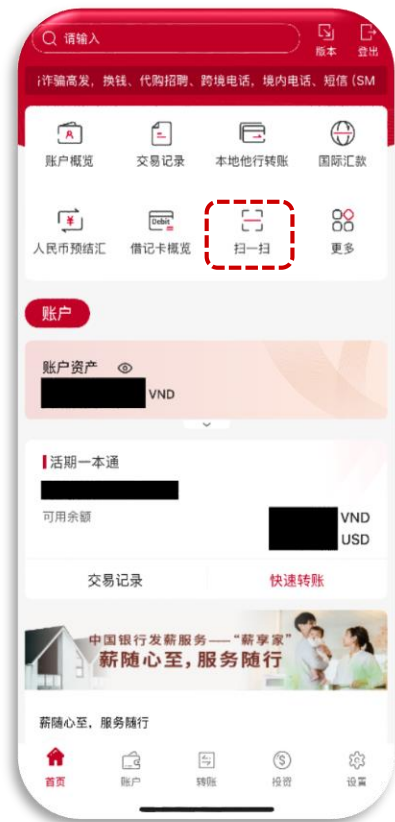 请输入
版本 登出
诈骗高发，换钱、代购招聘、跨境电话，境内电话、短信 (SM
账户概览 交易记录 本地他行转账 国际汇款
Debit
人民币预结汇 借记卡概览 扫一扫 更多
账户
账户资产
VND
活期一本通
可用余额 VND
USD
交易记录 快速转账
中国银行发薪服务——“薪享家”
薪随心至，服务随行
薪随心至，服务随行
首页 账户 转账 投资 设置